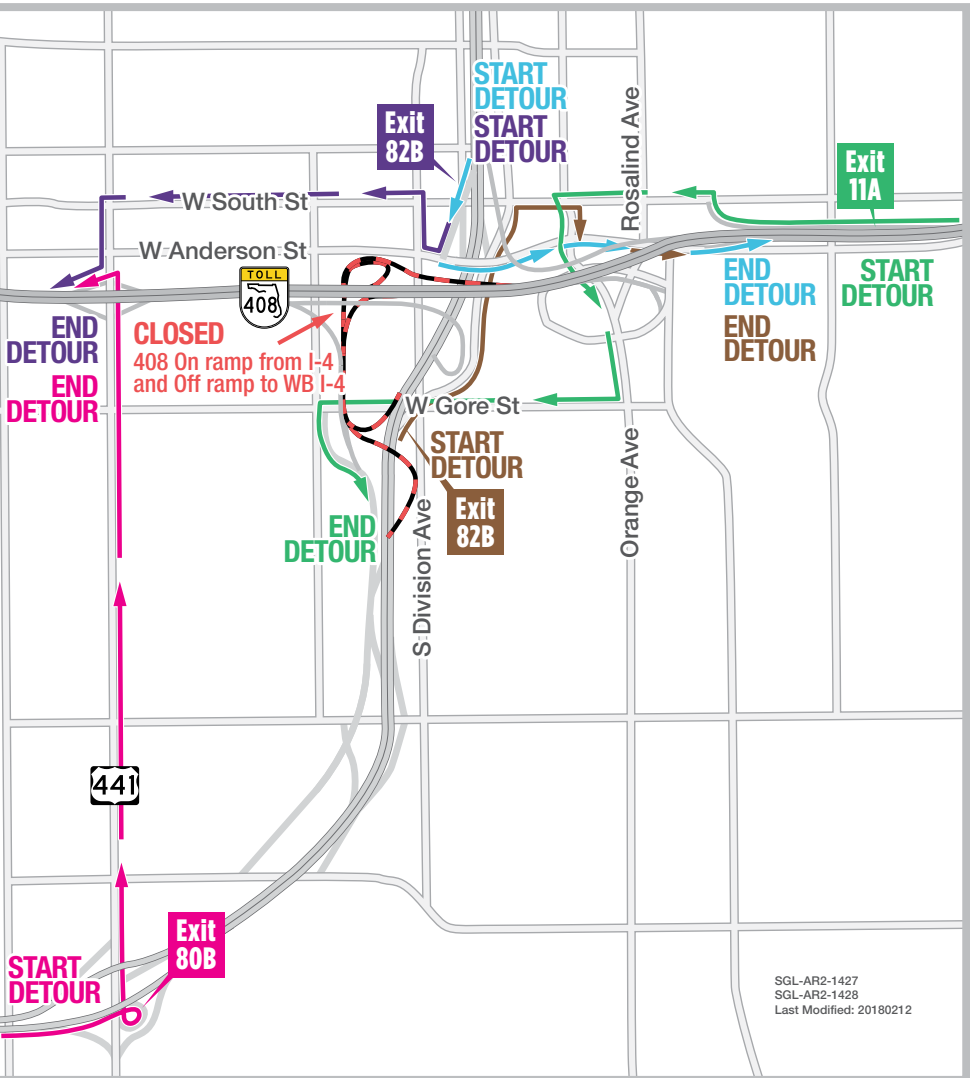 START
DETOUR
START
DETOUR
Exit
82B
Rosalind Ave
Exit
11A
W South St
W Anderson St
TOLL
408
END
DETOUR
START
DETOUR
END
DETOUR
END
DETOUR
END
DETOUR
CLOSED
408 On ramp from I-4
and Off ramp to WB I-4
W Gore St
START
DETOUR
Exit
82B
Orange Ave
END
DETOUR
S Division Ave
441
Exit
80B
START
DETOUR
SGL-AR2-1427
SGL-AR2-1428
Last Modified: 20180212